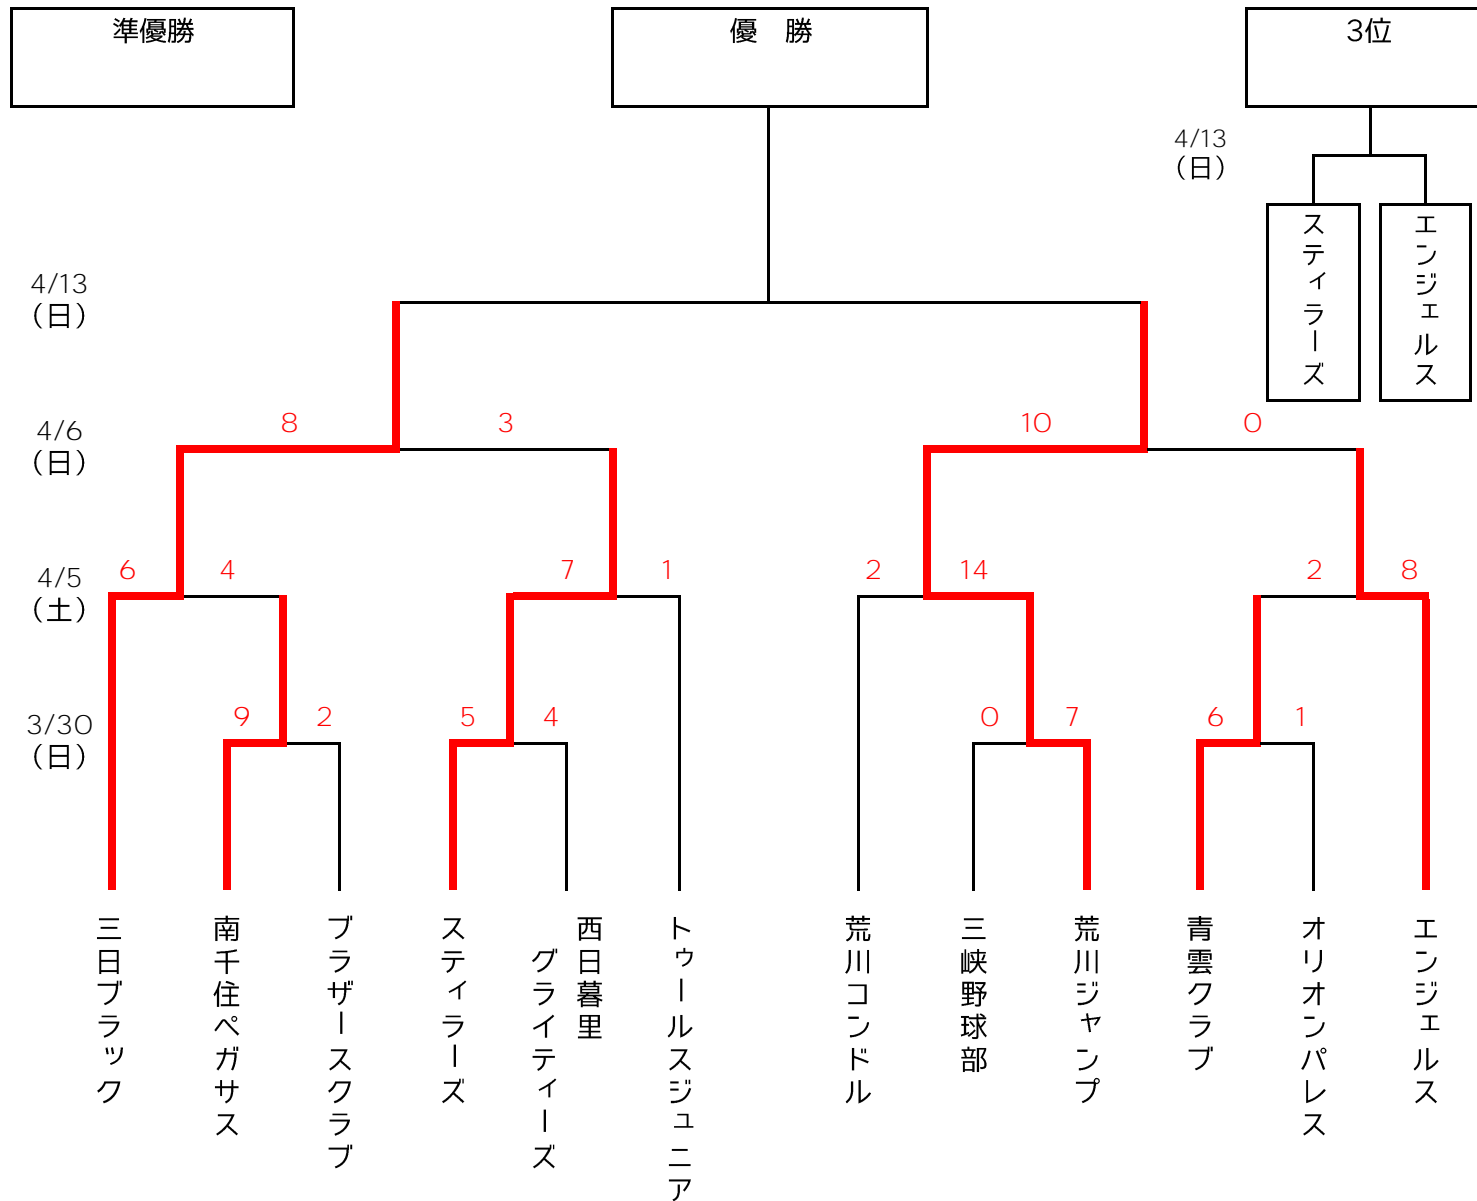 準優勝
優　勝
3位
4/13
（日）
スティラーズ
エンジェルス
4/13
（日）
8
3
10
0
4/6
（日）
6
4
7
1
2
14
2
8
4/5
（土）
9
2
5
4
0
7
6
1
3/30
（日）
三日ブラック
南千住ペガサス
ブラザースクラブ
スティラーズ
西日暮里
グライティーズ
トゥールスジュニア
荒川コンドル
三峡野球部
荒川ジャンプ
青雲クラブ
オリオンパレス
エンジェルス